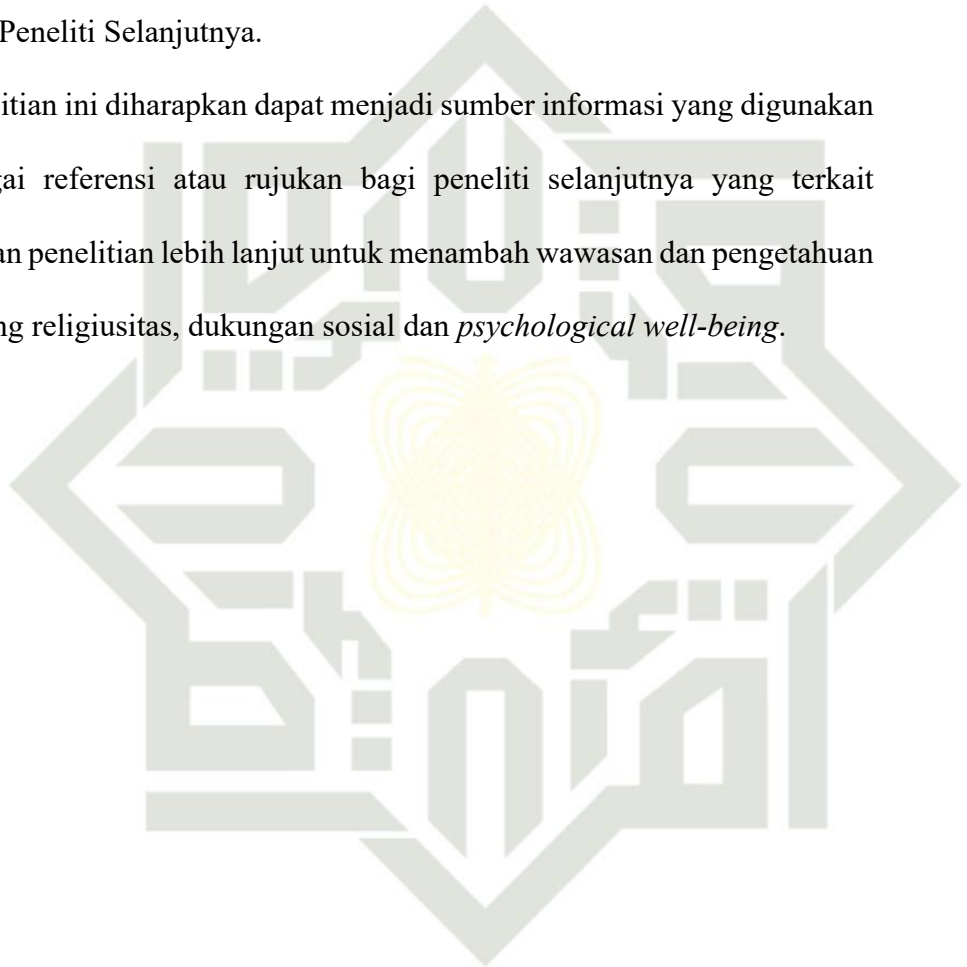 Peneliti Selanjutnya.
itian ini diharapkan dapat menjadi sumber informasi yang digunakan
gai referensi atau rujukan bagi peneliti selanjutnya yang terkait
an penelitian lebih lanjut untuk menambah wawasan dan pengetahuan
ng religiusitas, dukungan sosial dan psychological well-being.